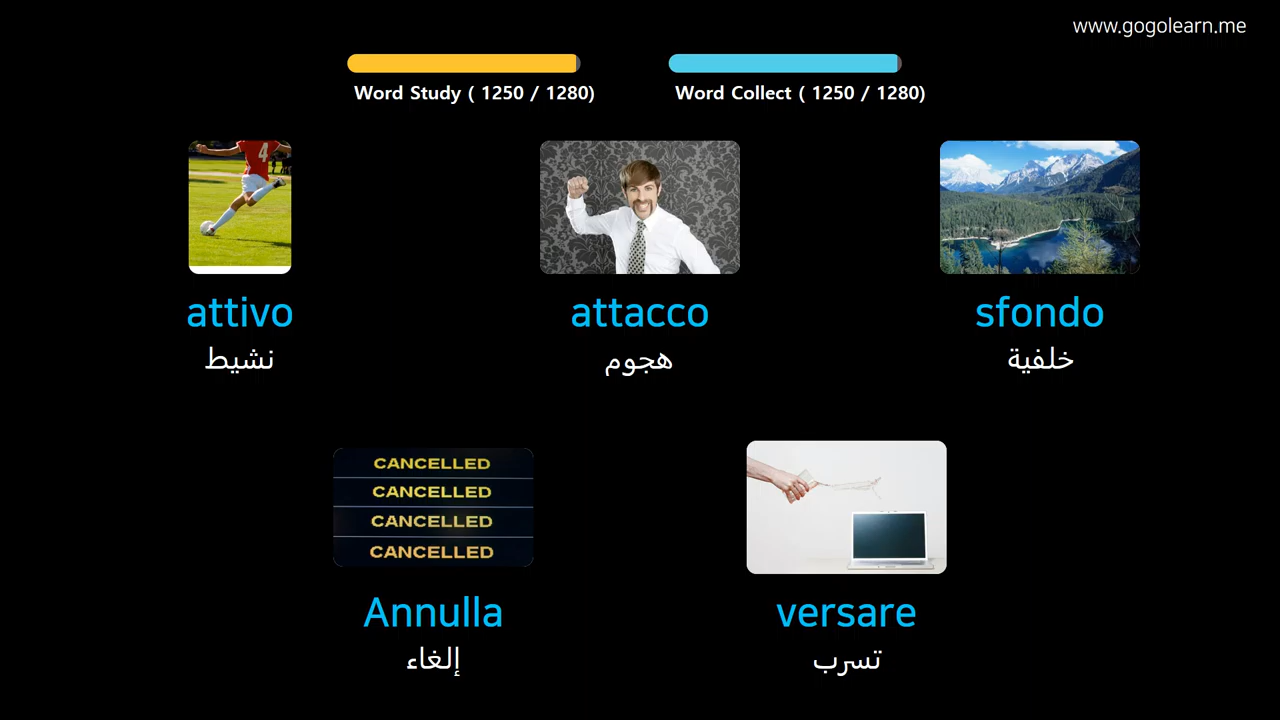 www.gogolearn.me
Word Study ( 1250 / 1280)
Word Collect ( 1250 / 1280)
4
attivo
نشيط
attacco
هجوم
sfondo
خلفية
CANCELLED
CANCELLED
CANCELLED
CANCELLED
Annulla
إلغاء
versare
تسرب